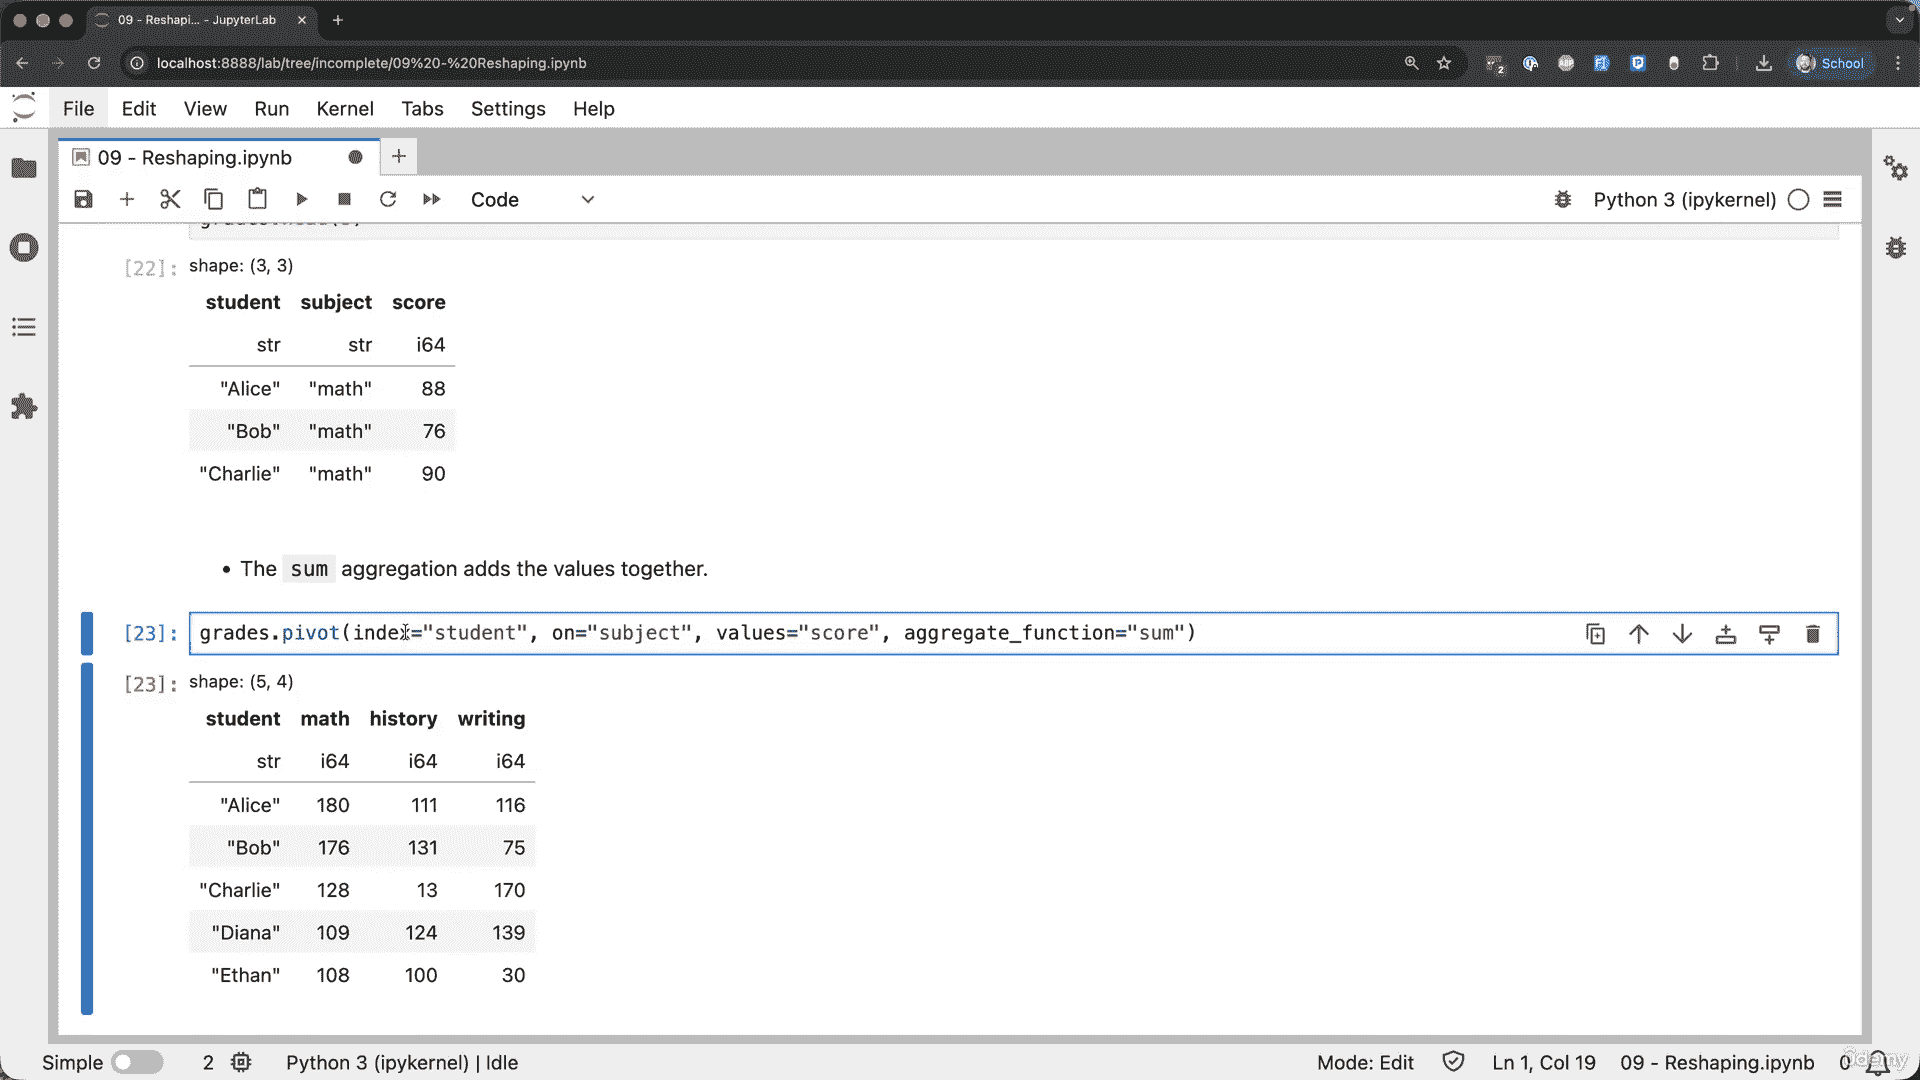 09 - Reshapi... - JupyterLab
localhost:8888/lab/tree/incomplete/09%20-%20Reshaping.ipynb
2
ABP
School
File Edit View Run Kernel Tabs Settings Help
09 - Reshaping.ipynb
Code
Python 3 (ipykernel)
[22]: shape: (3, 3)
student subject score
str str i64
"Alice" "math" 88
"Bob" "math" 76
"Charlie" "math" 90
• The sum aggregation adds the values together.
[23]: grades.pivot(index="student", on="subject", values="score", aggregate_function="sum")
[23]: shape: (5, 4)
student math history writing
str i64 i64 i64
"Alice" 180 111 116
"Bob" 176 131 75
"Charlie" 128 13 170
"Diana" 109 124 139
"Ethan" 108 100 30
Simple 2 Python 3 (ipykernel) | Idle Mode: Edit Ln 1, Col 19 09 - Reshaping.ipynb 0
udemy